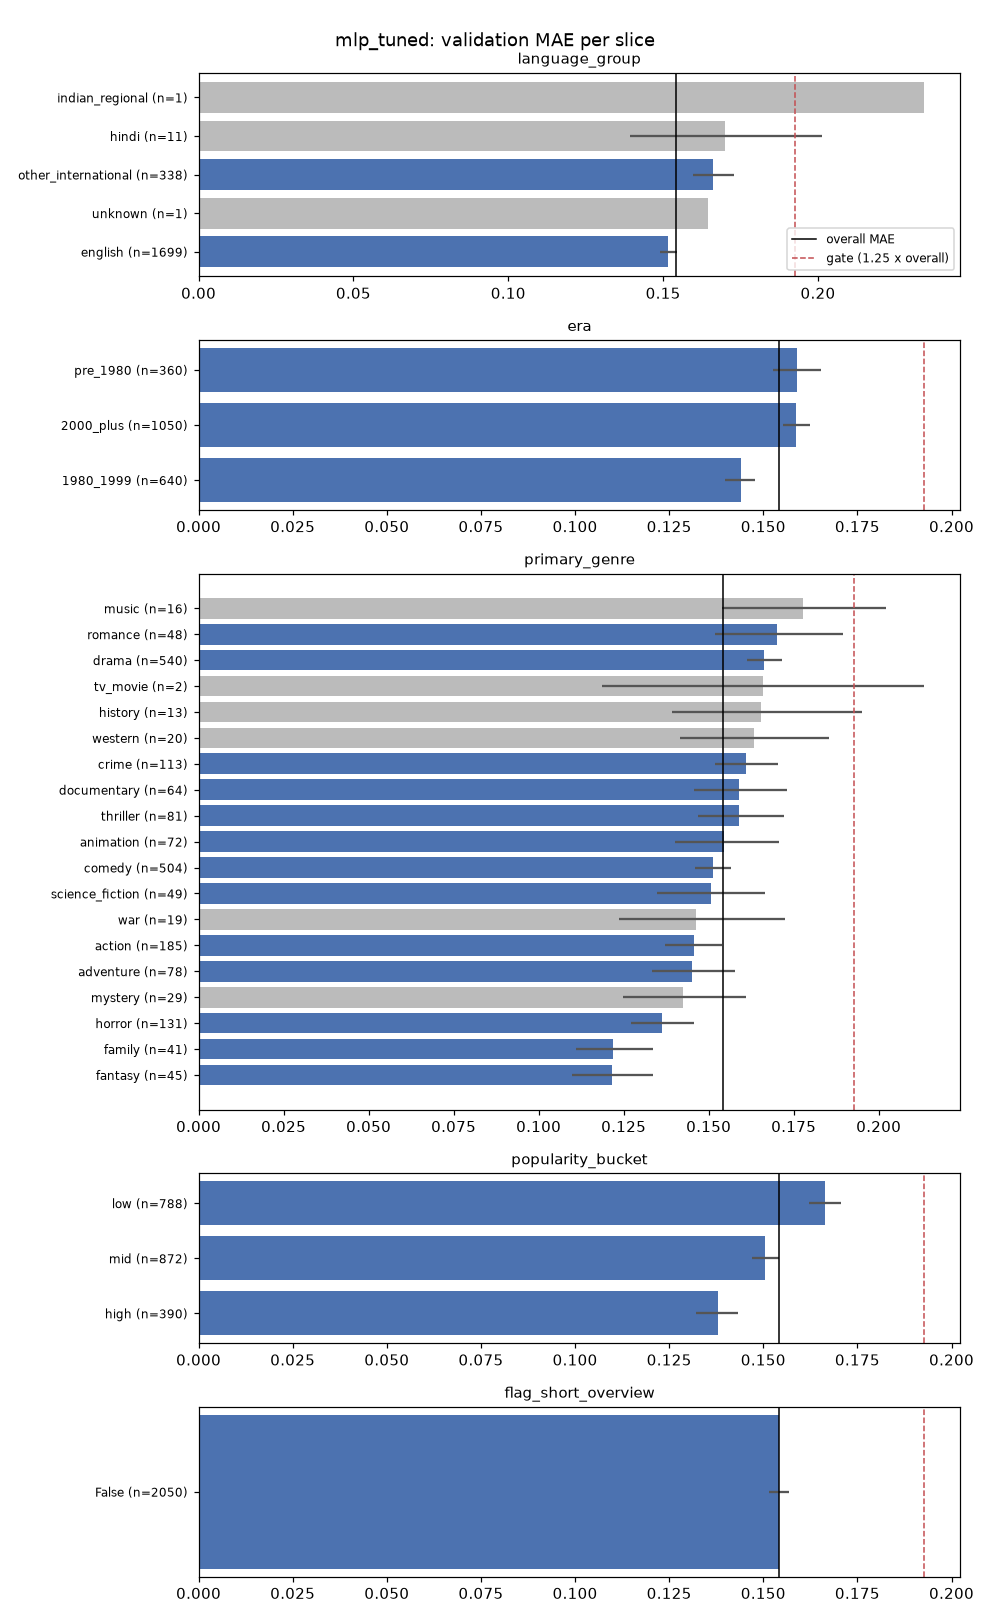 mlp_tuned: validation MAE per slice
language_group
indian_regional (n=1)
hindi (n=11)
other_international (n=338)
unknown (n=1)
english (n=1699)
overall MAE
gate (1.25 x overall)
0.00 0.05 0.10 0.15 0.20
era
pre_1980 (n=360)
2000_plus (n=1050)
1980_1999 (n=640)
0.000 0.025 0.050 0.075 0.100 0.125 0.150 0.175 0.200
primary_genre
music (n=16)
romance (n=48)
drama (n=540)
tv_movie (n=2)
history (n=13)
western (n=20)
crime (n=113)
documentary (n=64)
thriller (n=81)
animation (n=72)
comedy (n=504)
science_fiction (n=49)
war (n=19)
action (n=185)
adventure (n=78)
mystery (n=29)
horror (n=131)
family (n=41)
fantasy (n=45)
0.000 0.025 0.050 0.075 0.100 0.125 0.150 0.175 0.200
popularity_bucket
low (n=788)
mid (n=872)
high (n=390)
0.000 0.025 0.050 0.075 0.100 0.125 0.150 0.175 0.200
flag_short_overview
False (n=2050)
0.000 0.025 0.050 0.075 0.100 0.125 0.150 0.175 0.200